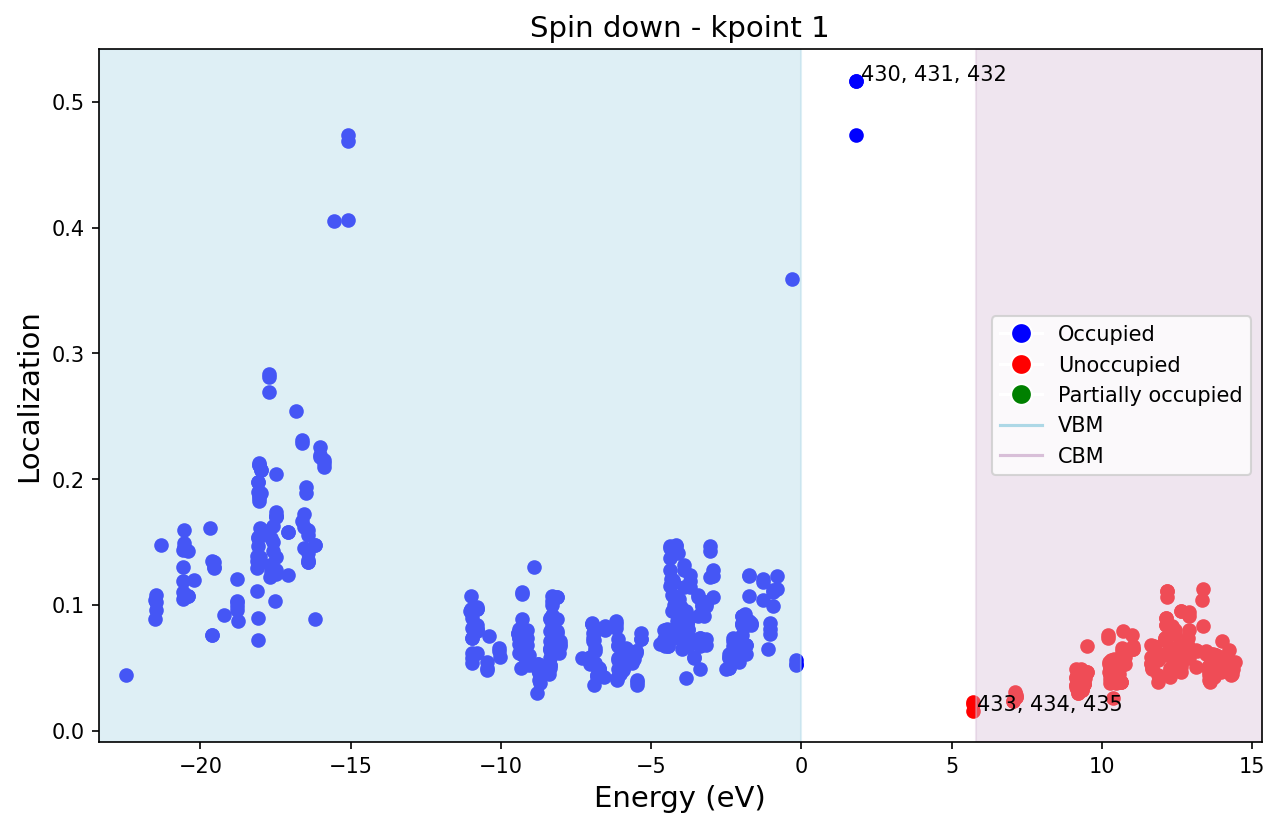 Spin down - kpoint 1
Localization
0.5
0.4
0.3
0.2
0.1
0.0
430, 431, 432
433, 434, 435
Occupied
Unoccupied
Partially occupied
VBM
CBM
−20
−15
−10
−5
0
5
10
15
Energy (eV)